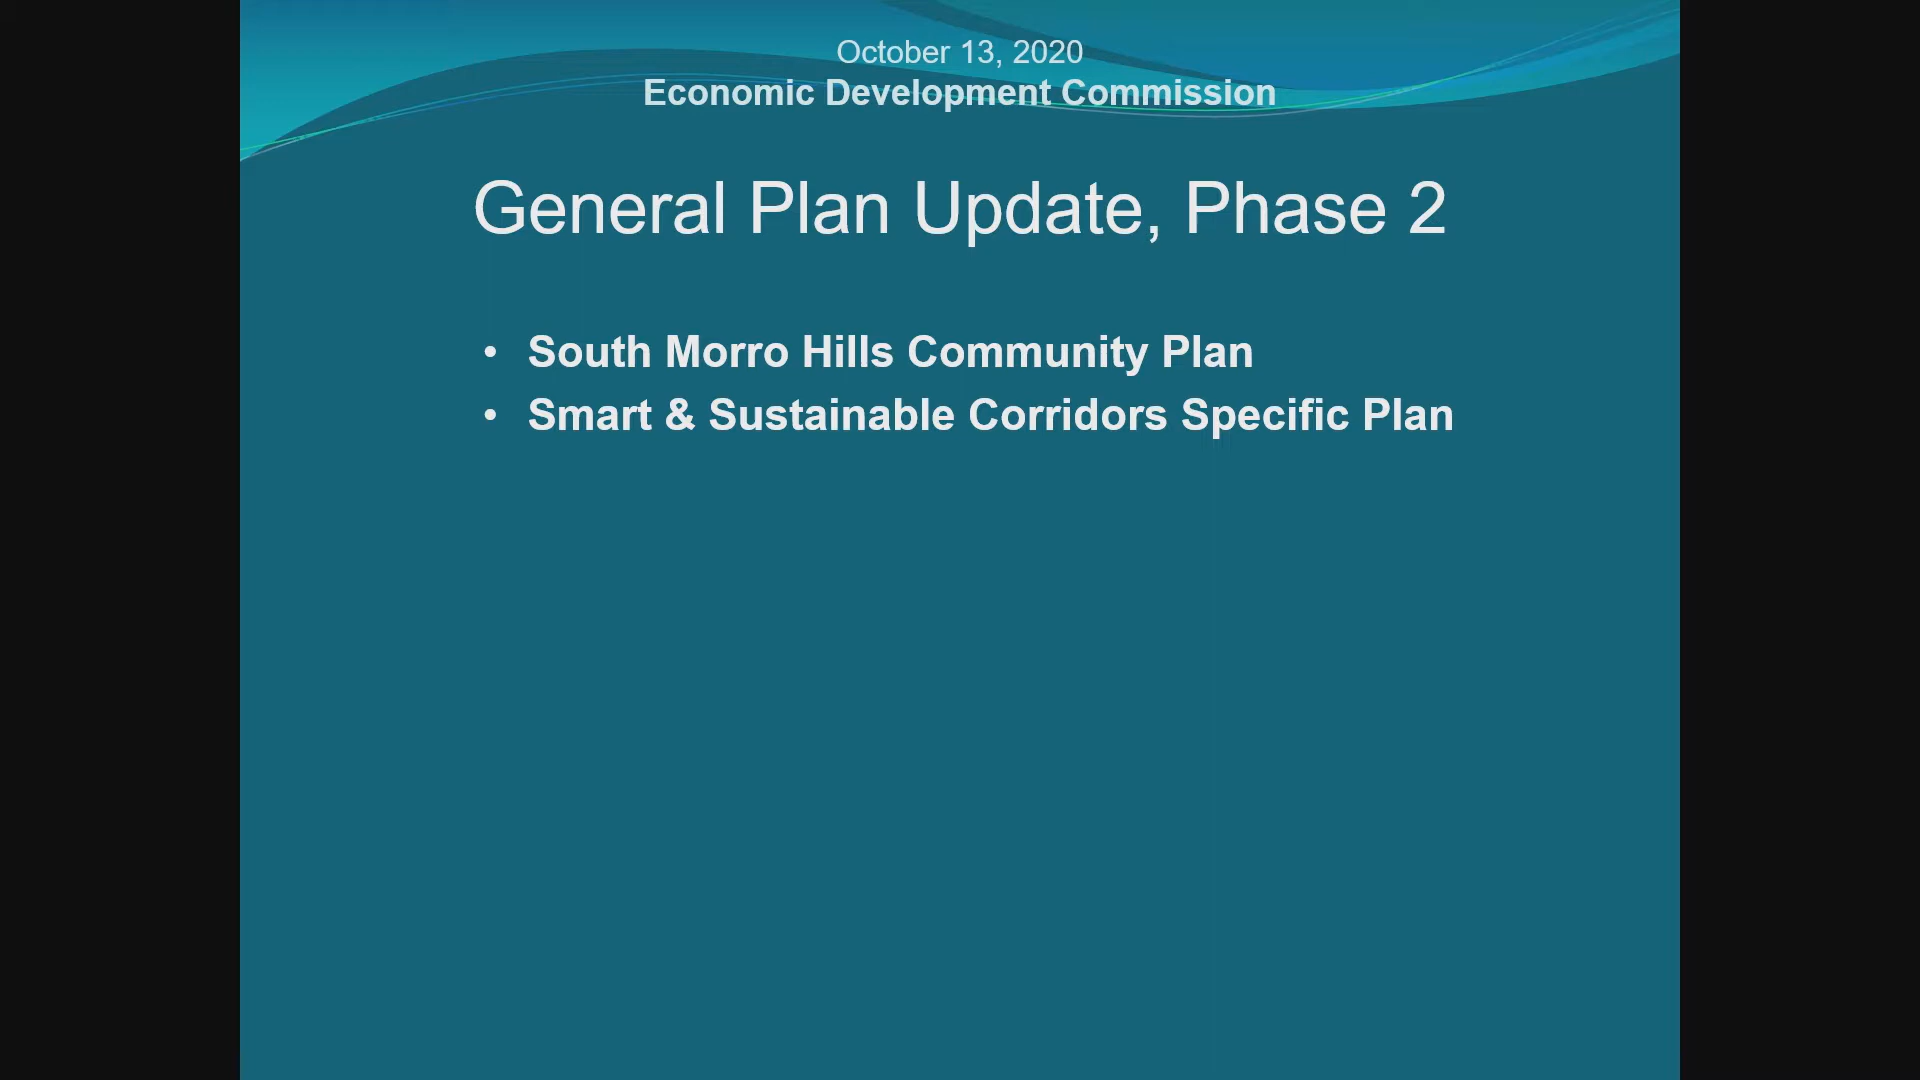 October 13, 2020
Economic Development Commission
General Plan Update, Phase 2
• South Morro Hills Community Plan
• Smart & Sustainable Corridors Specific Plan